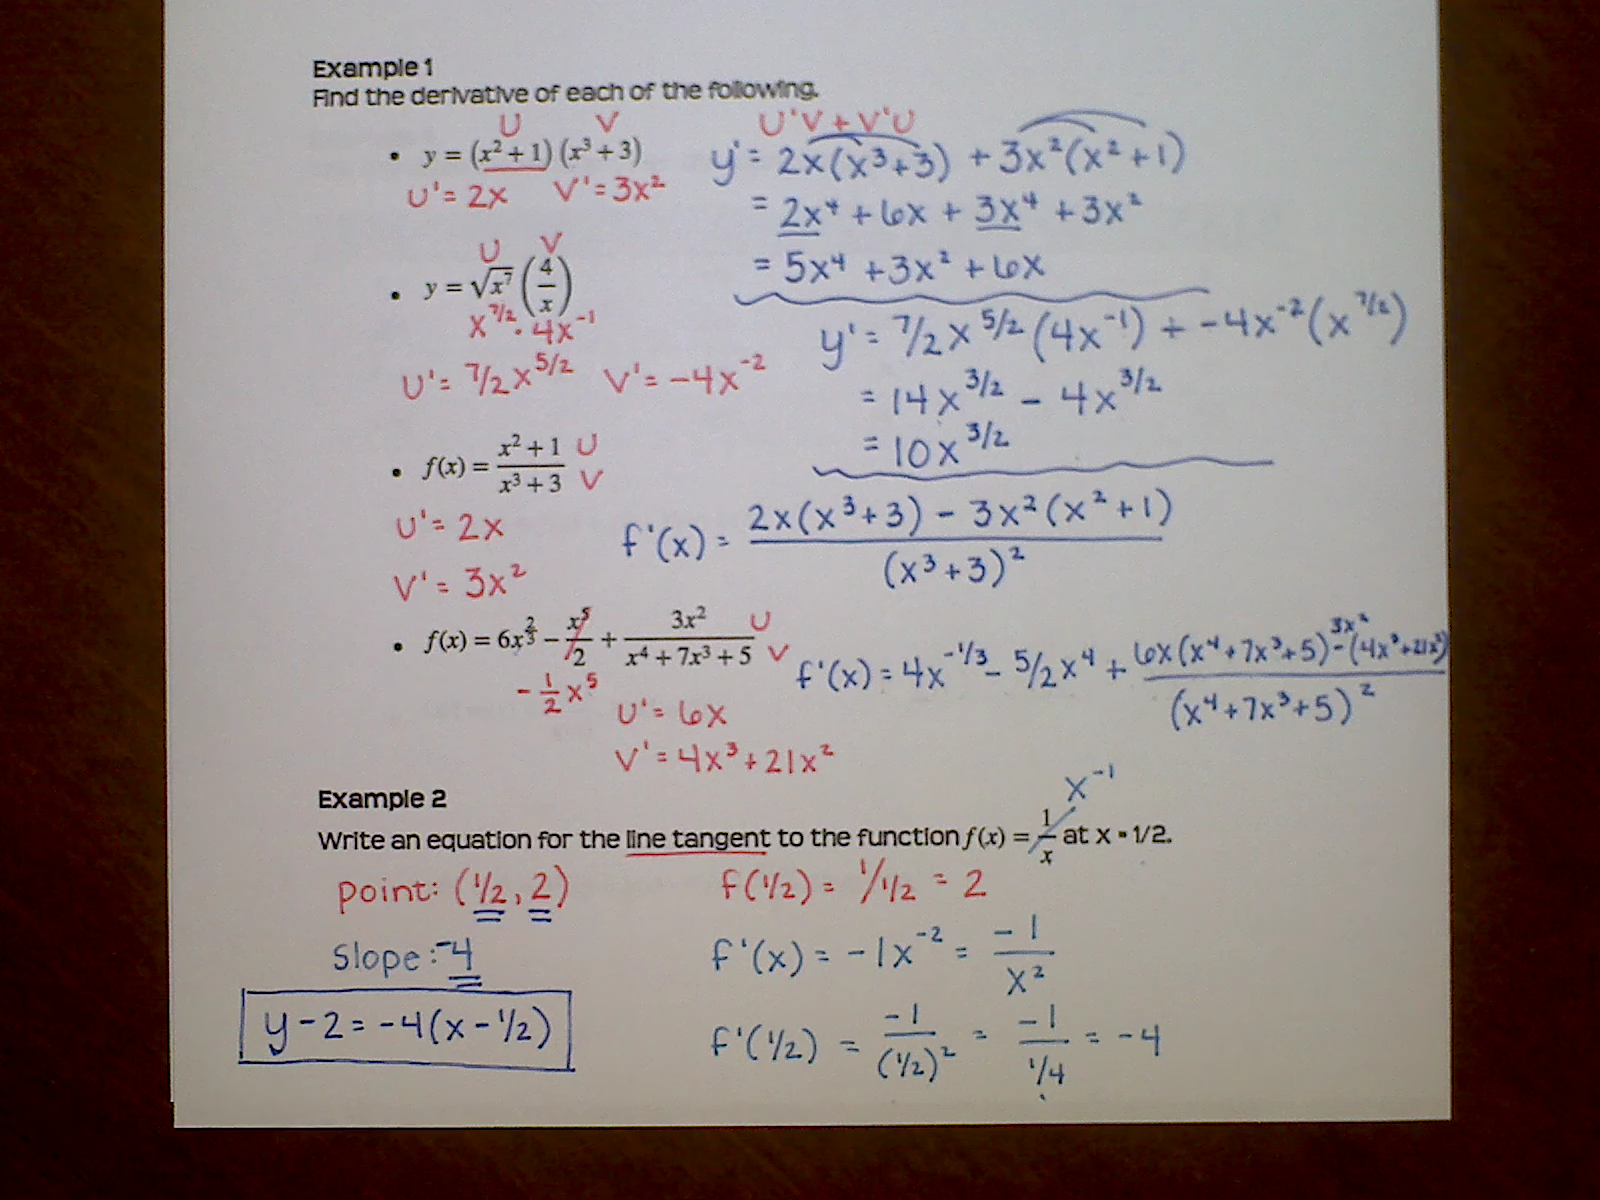 Example 1
Find the derivative of each of the following.
U V
• y = (x² + 1) (x³ + 3)
U' = 2x V' = 3x²
U'V + V'U
y' = 2x(x³+3) + 3x²(x² + 1)
= 2x⁴ + 6x + 3x⁴ + 3x²
= 5x⁴ + 3x² + 6x
U V
• y = √x⁷ (4/x)
x^7/2 · 4x^-1
U' = 7/2 x^5/2 V' = -4x^-2
y' = 7/2 x^5/2 (4x^-1) + -4x^-2 (x^7/2)
= 14x^3/2 - 4x^3/2
= 10x^3/2
• f(x) = (x² + 1)/(x³ + 3) U V
U' = 2x
V' = 3x²
f'(x) = (2x(x³+3) - 3x²(x²+1))/(x³+3)²
• f(x) = 6x^2/3 - x⁵/2 + 3x²/(x⁴ + 7x³ + 5) U V
- 1/2 x⁵
U' = 6x
V' = 4x³ + 21x²
f'(x) = 4x^-1/3 - 5/2 x⁴ + (6x(x⁴+7x³+5) - 3x²(4x³+21x²))/(x⁴+7x³+5)²
Example 2
x^-1
Write an equation for the line tangent to the function f(x) = 1/x at x = 1/2.
point: (1/2, 2) f(1/2) = 1/1/2 = 2
Slope: -4 f'(x) = -1x^-2 = -1/x²
y - 2 = -4(x - 1/2) f'(1/2) = -1/(1/2)² = -1/1/4 = -4